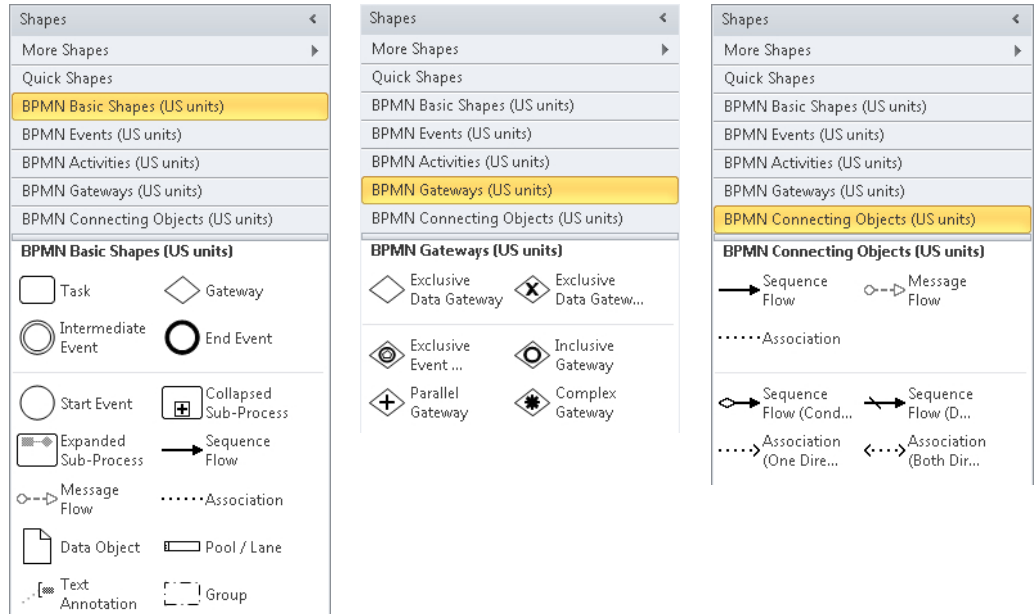 Shapes
More Shapes
Quick Shapes
BPMN Basic Shapes (US units)
BPMN Events (US units)
BPMN Activities (US units)
BPMN Gateways (US units)
BPMN Connecting Objects (US units)
BPMN Basic Shapes (US units)
Task
Gateway
Intermediate
Event
End Event
Start Event
Collapsed
Sub-Process
Expanded
Sub-Process
Sequence
Flow
Message
Flow
Association
Data Object
Pool / Lane
Text
Annotation
Group
Shapes
More Shapes
Quick Shapes
BPMN Basic Shapes (US units)
BPMN Events (US units)
BPMN Activities (US units)
BPMN Gateways (US units)
BPMN Connecting Objects (US units)
BPMN Gateways (US units)
Exclusive
Data Gateway
Exclusive
Data Gatew...
Exclusive
Event ...
Inclusive
Gateway
Parallel
Gateway
Complex
Gateway
Shapes
More Shapes
Quick Shapes
BPMN Basic Shapes (US units)
BPMN Events (US units)
BPMN Activities (US units)
BPMN Gateways (US units)
BPMN Connecting Objects (US units)
BPMN Connecting Objects (US units)
Sequence
Flow
Message
Flow
Association
Sequence
Flow (Cond...
Sequence
Flow (D...
Association
(One Dire...
Association
(Both Dir...